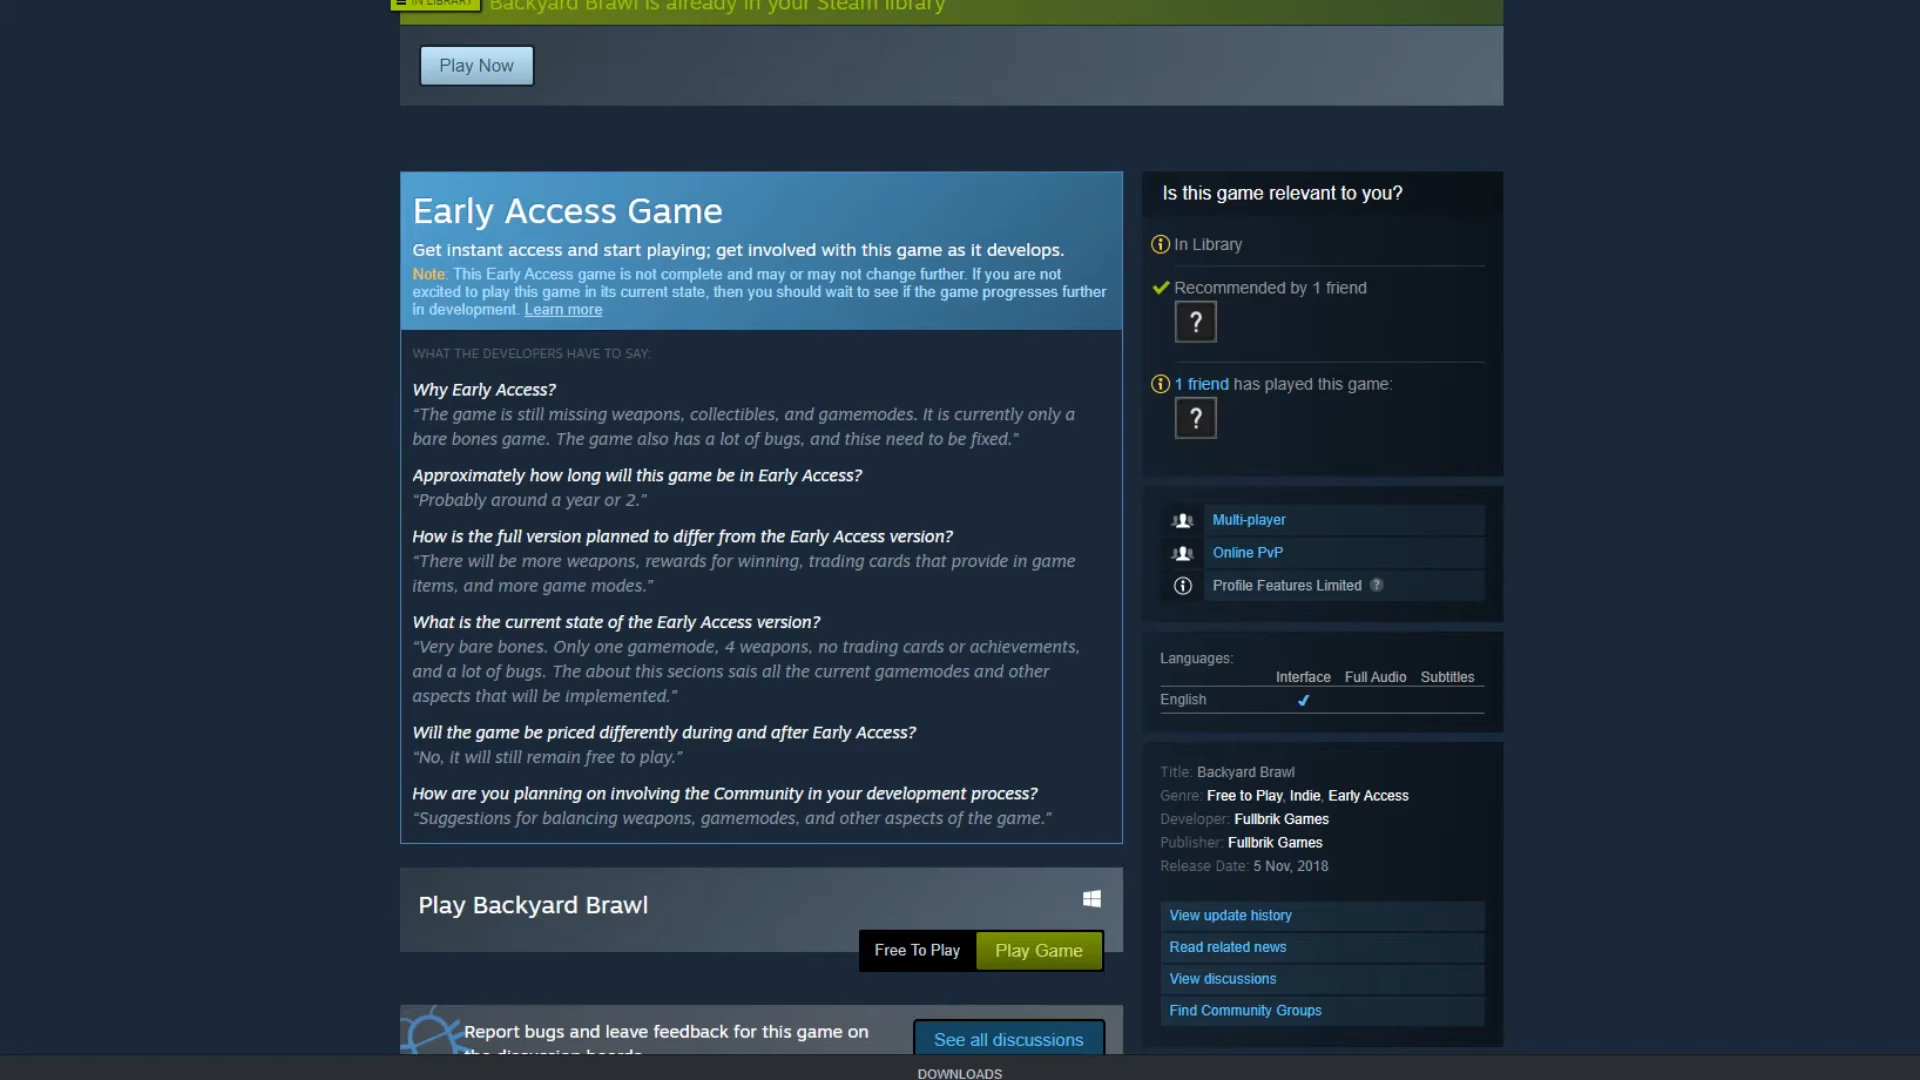 IN LIBRARY
Backyard Brawl is already in your Steam library
Play Now
Early Access Game
Get instant access and start playing; get involved with this game as it develops.
Note: This Early Access game is not complete and may or may not change further. If you are not
excited to play this game in its current state, then you should wait to see if the game progresses further
in development. Learn more
WHAT THE DEVELOPERS HAVE TO SAY:
Why Early Access?
“The game is still missing weapons, collectibles, and gamemodes. It is currently only a
bare bones game. The game also has a lot of bugs, and thise need to be fixed.”
Approximately how long will this game be in Early Access?
“Probably around a year or 2.”
How is the full version planned to differ from the Early Access version?
“There will be more weapons, rewards for winning, trading cards that provide in game
items, and more game modes.”
What is the current state of the Early Access version?
“Very bare bones. Only one gamemode, 4 weapons, no trading cards or achievements,
and a lot of bugs. The about this secions sais all the current gamemodes and other
aspects that will be implemented.”
Will the game be priced differently during and after Early Access?
“No, it will still remain free to play.”
How are you planning on involving the Community in your development process?
“Suggestions for balancing weapons, gamemodes, and other aspects of the game.”
Play Backyard Brawl
Free To Play
Play Game
Report bugs and leave feedback for this game on
the discussion boards
See all discussions
Is this game relevant to you?
In Library
Recommended by 1 friend
?
1 friend has played this game:
?
Multi-player
Online PvP
Profile Features Limited ?
Languages:
Interface Full Audio Subtitles
English
Title: Backyard Brawl
Genre: Free to Play, Indie, Early Access
Developer: Fullbrik Games
Publisher: Fullbrik Games
Release Date: 5 Nov, 2018
View update history
Read related news
View discussions
Find Community Groups
DOWNLOADS